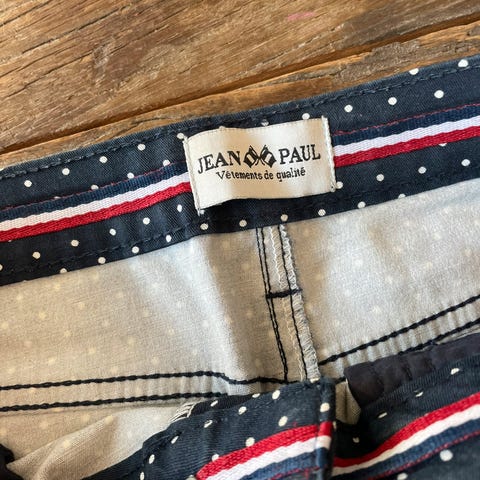 JEAN PAUL
Vêtements de qualité